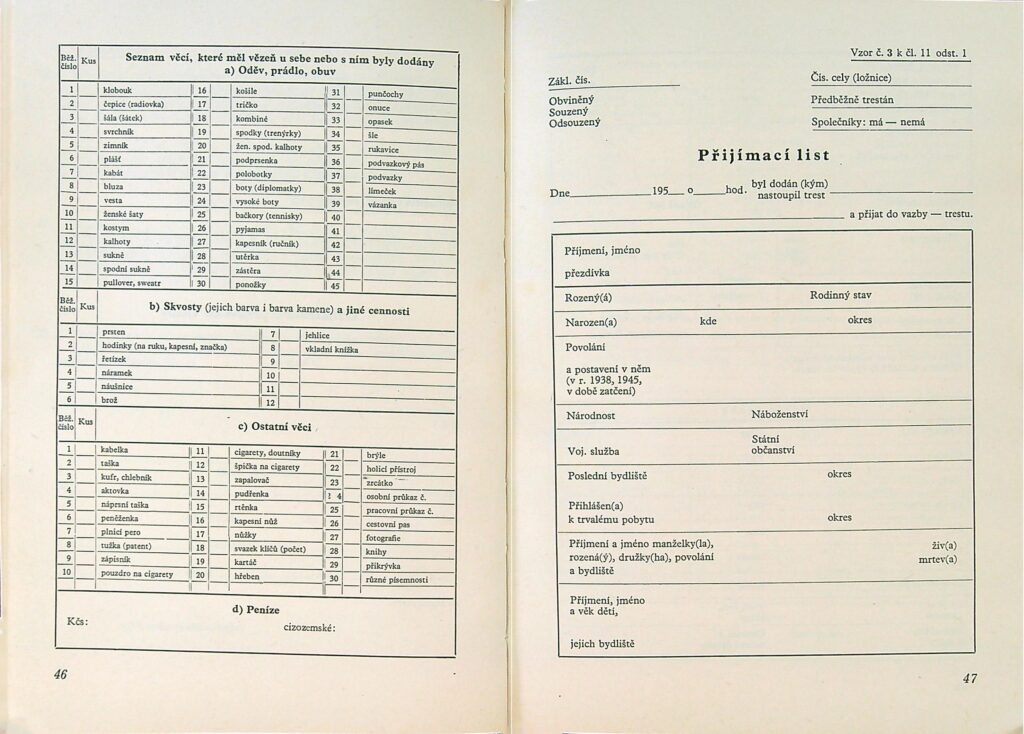 Běž. číslo Kus Seznam věcí, které měl vězeň u sebe nebo s ním byly dodány
a) Oděv, prádlo, obuv
1 klobouk 16 košile 31 punčochy
2 čepice (radiovka) 17 tričko 32 onuce
3 šála (šátek) 18 kombiné 33 opasek
4 svrchník 19 spodky (trenýrky) 34 šle
5 zimník 20 žen. spod. kalhoty 35 rukavice
6 plášť 21 podprsenka 36 podvazkový pás
7 kabát 22 polobotky 37 podvazky
8 bluza 23 boty (diplomatky) 38 límeček
9 vesta 24 vysoké boty 39 vázanka
10 ženské šaty 25 bačkory (tennisky) 40
11 kostym 26 pyjamas 41
12 kalhoty 27 kapesník (ručník) 42
13 sukně 28 utěrka 43
14 spodní sukně 29 zástěra 44
15 pullover, sweatr 30 ponožky 45
Běž. číslo Kus b) Skvosty (jejich barva i barva kamene) a jiné cennosti
1 prsten 7 jehlice
2 hodinky (na ruku, kapesní, značka) 8 vkladní knížka
3 řetízek 9
4 náramek 10
5 náušnice 11
6 brož 12
Běž. číslo Kus c) Ostatní věci
1 kabelka 11 cigarety, doutníky 21 brýle
2 taška 12 špička na cigarety 22 holicí přístroj
3 kufr, chlebník 13 zapalovač 23 zrcátko
4 aktovka 14 pudřenka 4 osobní průkaz č.
5 náprsní taška 15 rtěnka 25 pracovní průkaz č.
6 peněženka 16 kapesní nůž 26 cestovní pas
7 plnicí pero 17 nůžky 27 fotografie
8 tužka (patent) 18 svazek klíčů (počet) 28 knihy
9 zápisník 19 kartáč 29 přikrývka
10 pouzdro na cigarety 20 hřeben 30 různé písemnosti
d) Peníze
Kčs: cizozemské:
46
Vzor č. 3 k čl. 11 odst. 1
Zákl. čís. Čís. cely (ložnice)
Obviněný Předběžně trestán
Souzený
Odsouzený Společníky: má — nemá
Přijímací list
Dne 195 o hod. byl dodán (kým)
nastoupil trest
a přijat do vazby — trestu.
Příjmení, jméno
přezdívka
Rozený(á) Rodinný stav
Narozen(a) kde okres
Povolání
a postavení v něm
(v r. 1938, 1945,
v době zatčení)
Národnost Náboženství
Voj. služba Státní
občanství
Poslední bydliště okres
Přihlášen(a)
k trvalému pobytu okres
Příjmení a jméno manželky(la), živ(a)
rozená(ý), družky(ha), povolání mrtev(a)
a bydliště
Příjmení, jméno
a věk dětí,
jejich bydliště
47